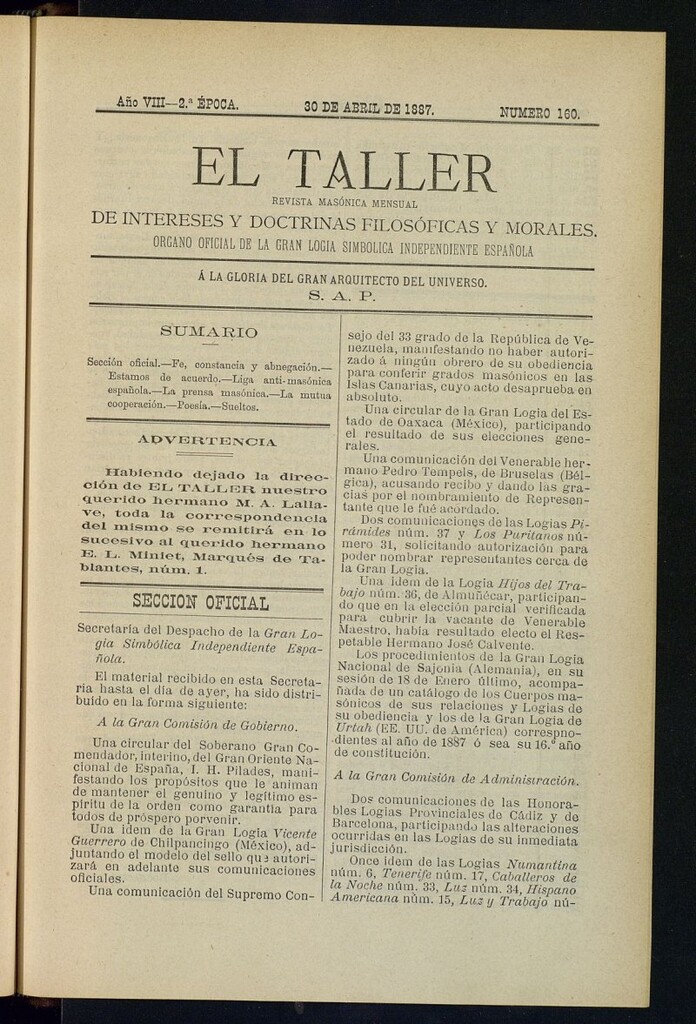 Año VIII—2.ª ÉPOCA. 30 DE ABRIL DE 1887. NUMERO 160.
EL TALLER
REVISTA MASÓNICA MENSUAL
DE INTERESES Y DOCTRINAS FILOSÓFICAS Y MORALES.
ORGANO OFICIAL DE LA GRAN LOGIA SIMBOLICA INDEPENDIENTE ESPAÑOLA
Á LA GLORIA DEL GRAN ARQUITECTO DEL UNIVERSO.
S. A. P.
SUMARIO
Sección oficial.—Fe, constancia y abnegación.—
Estamos de acuerdo.—Liga anti-masónica
española.—La prensa masónica.—La mutua
cooperación.—Poesía.—Sueltos.
ADVERTENCIA
Habiendo dejado la direc-
ción de EL TALLER nuestro
querido hermano M. A. Lalla-
ve, toda la correspondencia
del mismo se remitirá en lo
sucesivo al querido hermano
E. L. Miniet, Marqués de Ta-
blantes, núm. 1.
SECCION OFICIAL
Secretaría del Despacho de la Gran Lo-
gia Simbólica Independiente Espa-
ñola.
El material recibido en esta Secreta-
ría hasta el día de ayer, ha sido distri-
buído en la forma siguiente:
A la Gran Comisión de Gobierno.
Una circular del Soberano Gran Co-
mendador, interino, del Gran Oriente Na-
cional de España, I. H. Pilades, mani-
festando los propósitos que le animan
de mantener el genuino y legítimo es-
píritu de la orden como garantía para
todos de próspero porvenir.
Una idem de la Gran Logia Vicente
Guerrero de Chilpancingo (México), ad-
juntando el modelo del sello que autori-
zará en adelante sus comunicaciones
oficiales.
Una comunicación del Supremo Con-
sejo del 33 grado de la República de Ve-
nezuela, manifestando no haber autori-
zado á ningún obrero de su obediencia
para conferir grados masónicos en las
Islas Canarias, cuyo acto desaprueba en
absoluto.
Una circular de la Gran Logia del Es-
tado de Oaxaca (México), participando
el resultado de sus elecciones gene-
rales.
Una comunicación del Venerable her-
mano Pedro Tempels, de Bruselas (Bél-
gica), acusando recibo y dando las gra-
cias por el nombramiento de Represen-
tante que le fué acordado.
Dos comunicaciones de las Logias Pi-
rámides núm. 37 y Los Puritanos nú-
mero 31, solicitando autorización para
poder nombrar representantes cerca de
la Gran Logia.
Una idem de la Logia Hijos del Tra-
bajo núm. 36, de Almuñécar, participan-
do que en la elección parcial verificada
para cubrir la vacante de Venerable
Maestro, había resultado electo el Res-
petable Hermano José Calvente.
Los procedimientos de la Gran Logia
Nacional de Sajonia (Alemania), en su
sesión de 18 de Enero último, acompa-
ñada de un catálogo de los Cuerpos ma-
sónicos de sus relaciones y Logias de
su obediencia y los de la Gran Logia de
Urtah (EE. UU. de América) correspno-
dientes al año de 1887 ó sea su 16.º año
de constitución.
A la Gran Comisión de Administración.
Dos comunicaciones de las Honora-
bles Logias Provinciales de Cádiz y de
Barcelona, participando las alteraciones
ocurridas en las Logias de su inmediata
jurisdicción.
Once idem de las Logias Numantina
núm. 6, Tenerife núm. 17, Caballeros de
la Noche núm. 33, Luz núm. 34, Hispano
Americana núm. 15, Luz y Trabajo nú-